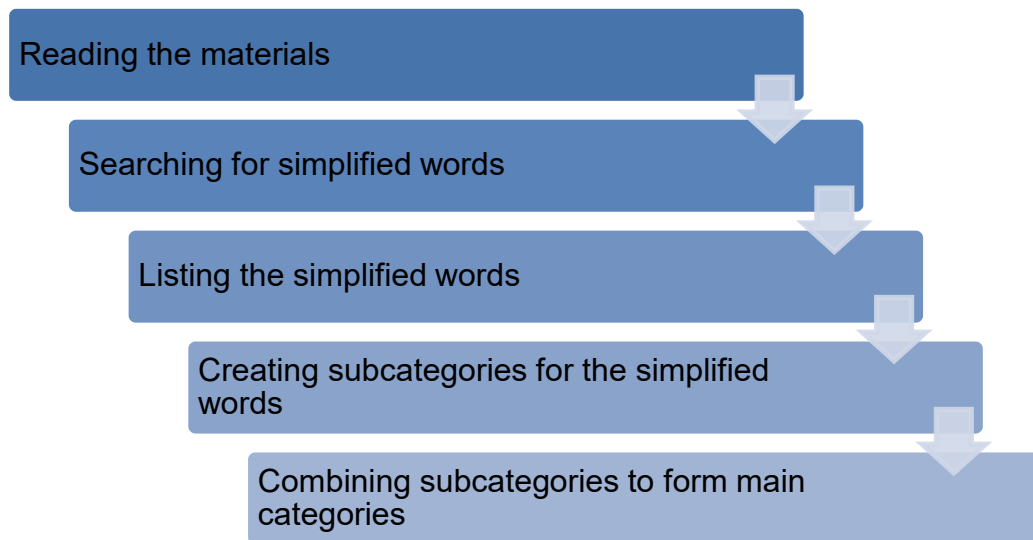 Reading the materials
Searching for simplified words
Listing the simplified words
Creating subcategories for the simplified
words
Combining subcategories to form main
categories